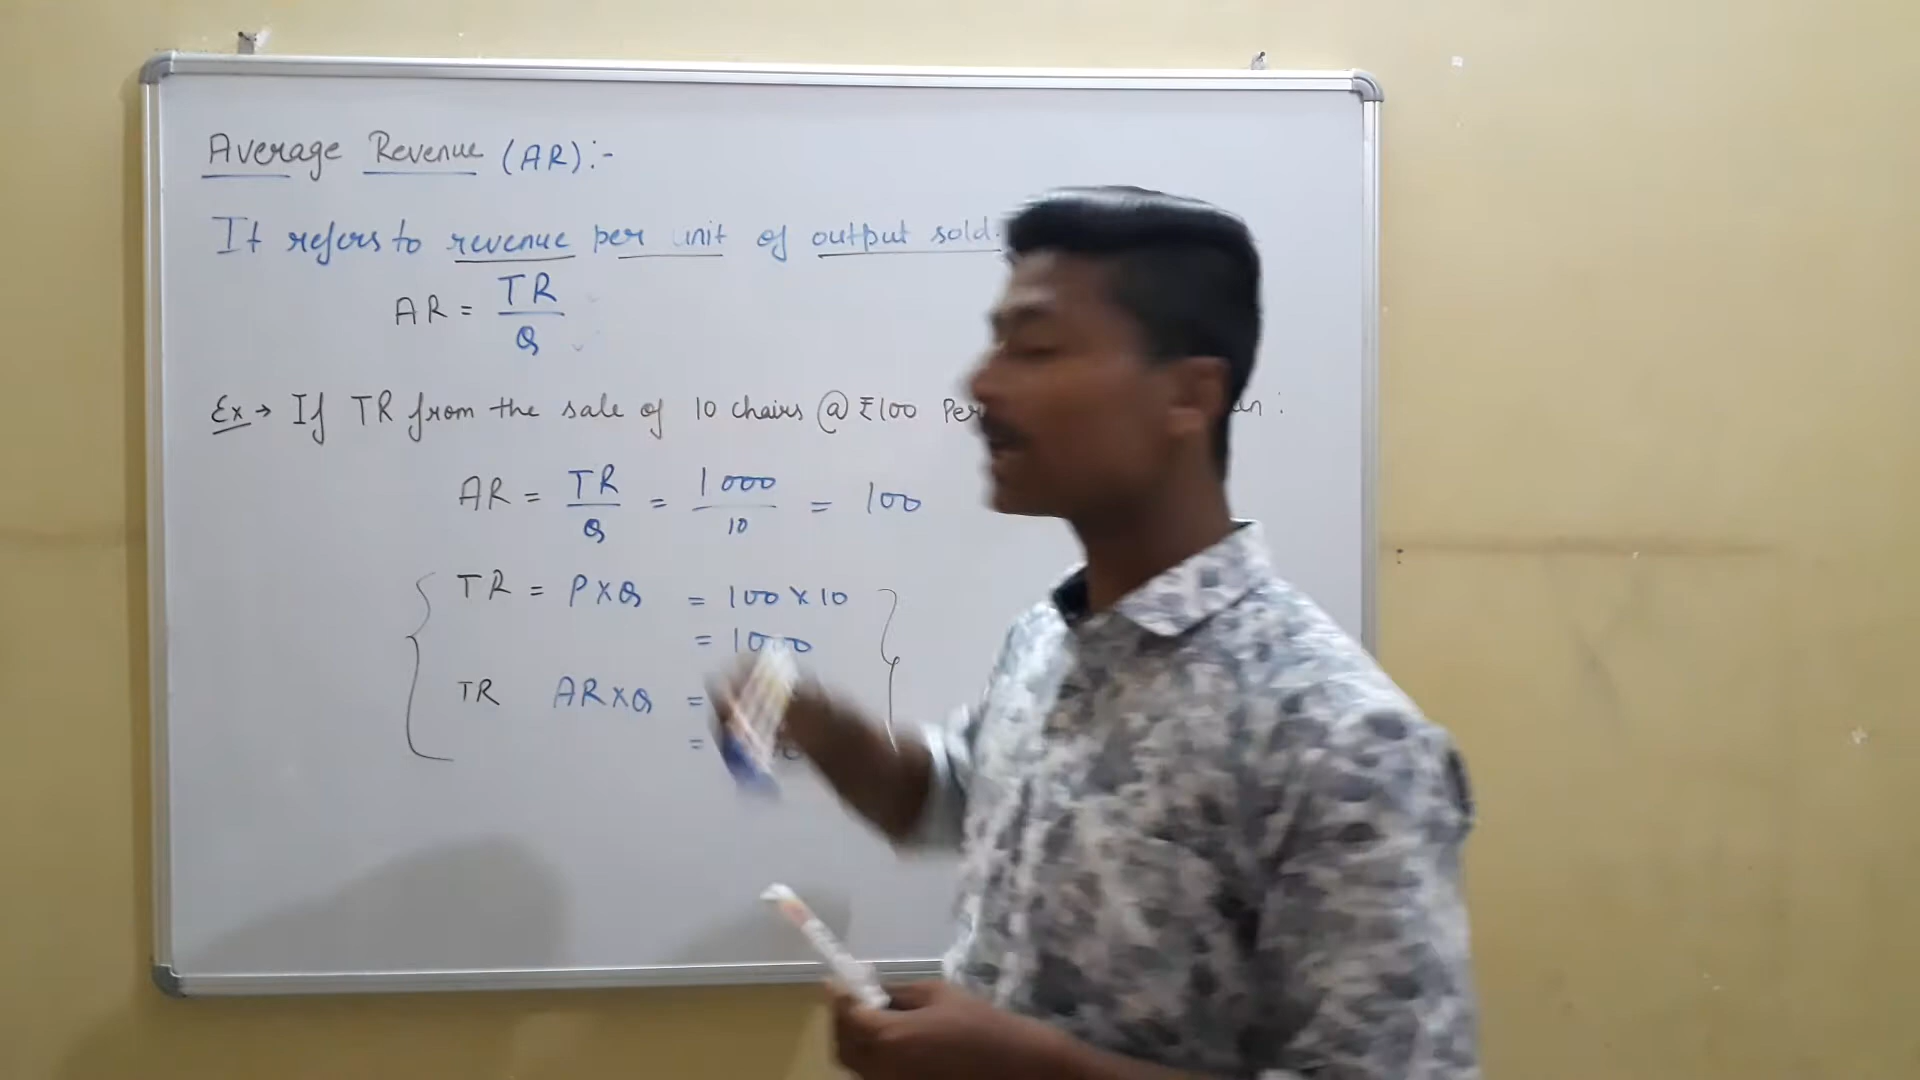 Average Revenue (AR):-
It refers to revenue per unit of output sold.
AR = TR/Q
Ex → If TR from the sale of 10 chairs @ ₹100 Per
AR = TR/Q = 1000/10 = 100
TR = P×Q = 100×10
= 1000
TR AR×Q =
=